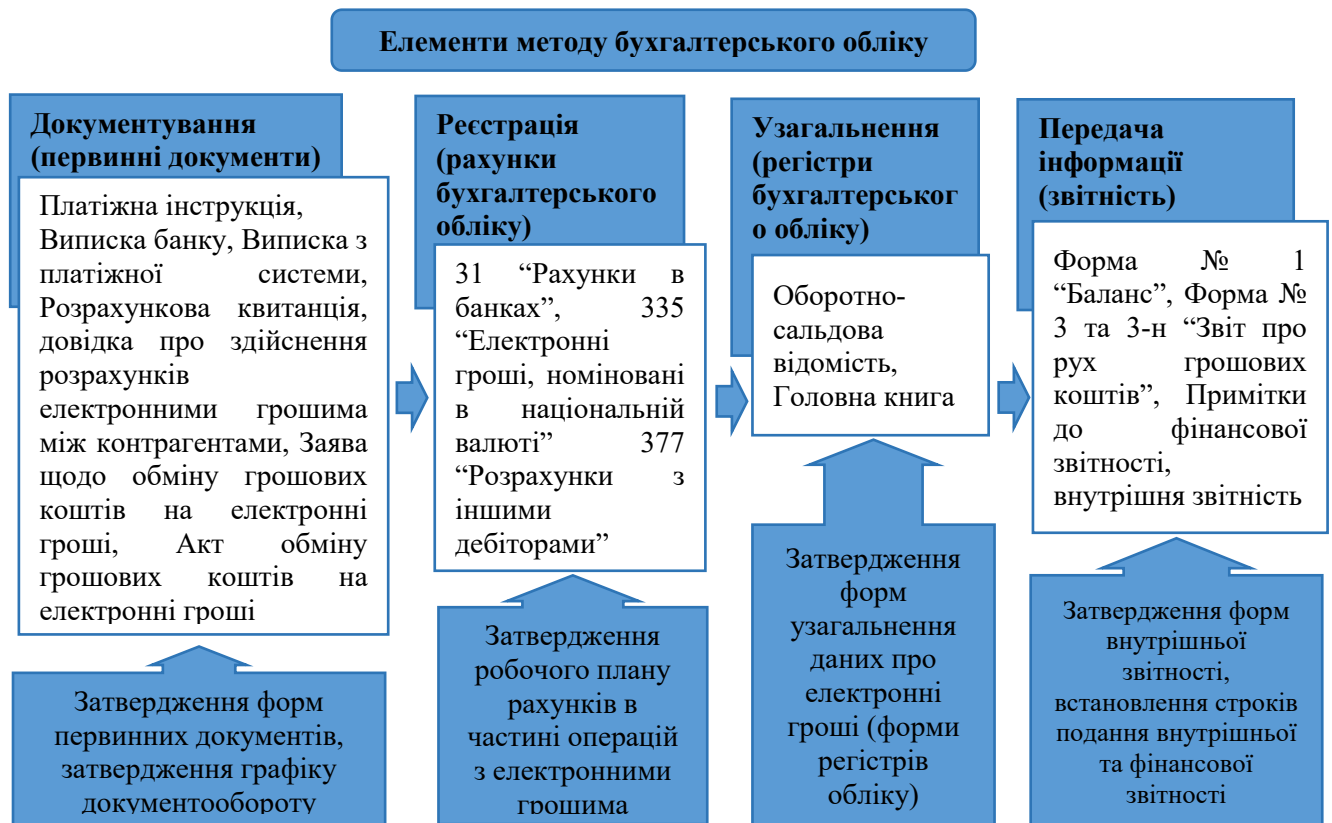 Елементи методу бухгалтерського обліку
Документування
(первинні документи)
Платіжна інструкція,
Виписка банку, Виписка з
платіжної системи,
Розрахункова квитанція,
довідка про здійснення
розрахунків
електронними грошима
між контрагентами, Заява
щодо обміну грошових
коштів на електронні
гроші, Акт обміну
грошових коштів на
електронні гроші
Затвердження форм
первинних документів,
затвердження графіку
документообороту
Реєстрація
(рахунки
бухгалтерського
обліку)
31 “Рахунки в
банках”, 335
“Електронні
гроші, номіновані
в національній
валюті” 377
“Розрахунки з
іншими
дебіторами”
Затвердження
робочого плану
рахунків в
частині операцій
з електронними
грошима
Узагальнення
(регістри
бухгалтерськог
о обліку)
Оборотно-
сальдова
відомість,
Головна книга
Затвердження
форм
узагальнення
даних про
електронні
гроші (форми
регістрів
обліку)
Передача
інформації
(звітність)
Форма № 1
“Баланс”, Форма №
3 та 3-н “Звіт про
рух грошових
коштів”, Примітки
до фінансової
звітності,
внутрішня звітність
Затвердження форм
внутрішньої
звітності,
встановлення строків
подання внутрішньої
та фінансової
звітності